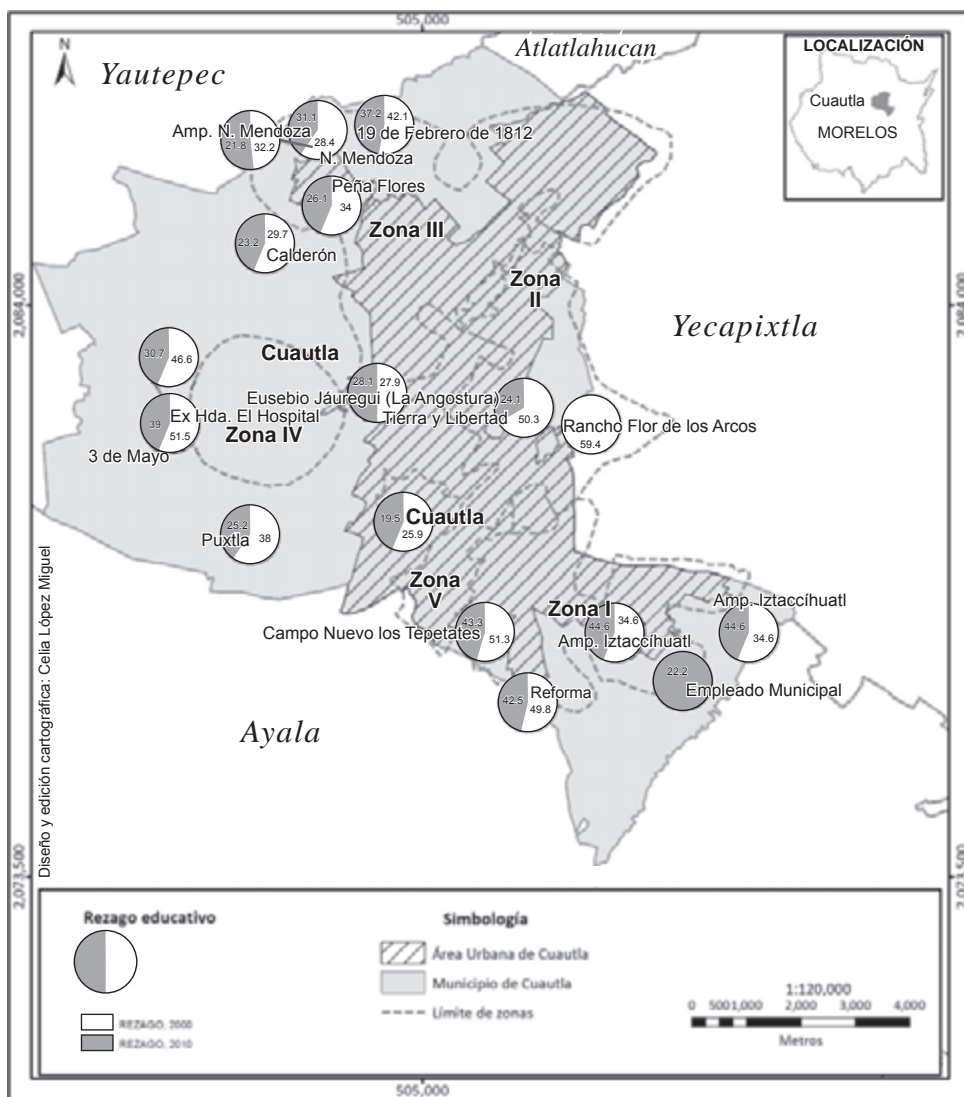 505,000
N
Yautepec
Atlatlahucan
LOCALIZACIÓN
Cuautla
MORELOS
31.1
28.4
37.2
42.1
Amp. N. Mendoza
19 de Febrero de 1812
21.8
32.2
N. Mendoza
Peña Flores
26.1
34
Zona III
29.7
23.2
Calderón
Zona
II
2,084,000
2,084,000
Yecapixtla
30.7
46.6
Cuautla
28.1
27.9
Eusebio Jáuregui (La Angostura)
24.1
50.3
Tierra y Libertad
Ex Hda. El Hospital
39
51.5
Rancho Flor de los Arcos
59.4
Zona IV
3 de Mayo
25.2
38
Puxtla
19.5
25.9
Cuautla
Zona
V
Zona I
Amp. Iztaccíhuatl
43.3
51.3
Campo Nuevo los Tepetates
44.6
34.6
Amp. Iztaccíhuatl
44.6
34.6
22.2
Empleado Municipal
Reforma
42.5
49.8
Ayala
Diseño y edición cartográfica: Celia López Miguel
2,073,500
2,073,500
Rezago educativo
REZAGO, 2000
REZAGO, 2010
Simbología
Área Urbana de Cuautla
Municipio de Cuautla
Límite de zonas
1:120,000
0 500 1,000 2,000 3,000 4,000
Metros
505,000